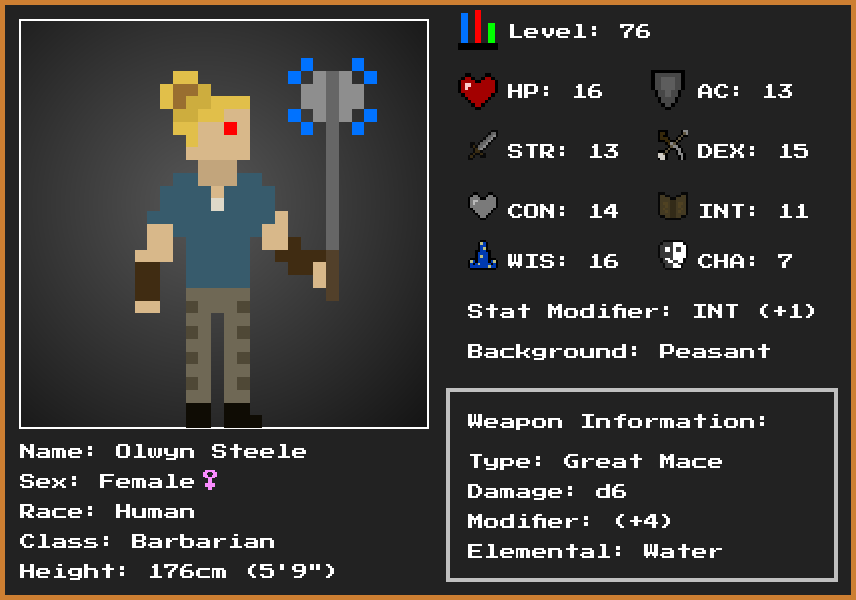 Level: 76
HP: 16 AC: 13
STR: 13 DEX: 15
CON: 14 INT: 11
WIS: 16 CHA: 7
Stat Modifier: INT (+1)
Background: Peasant
Weapon Information:
Type: Great Mace
Damage: d6
Modifier: (+4)
Elemental: Water
Name: Olwyn Steele
Sex: Female♀
Race: Human
Class: Barbarian
Height: 176cm (5'9")